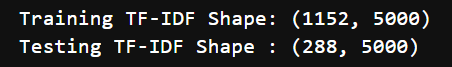 Training TF-IDF Shape: (1152, 5000)
Testing TF-IDF Shape : (288, 5000)